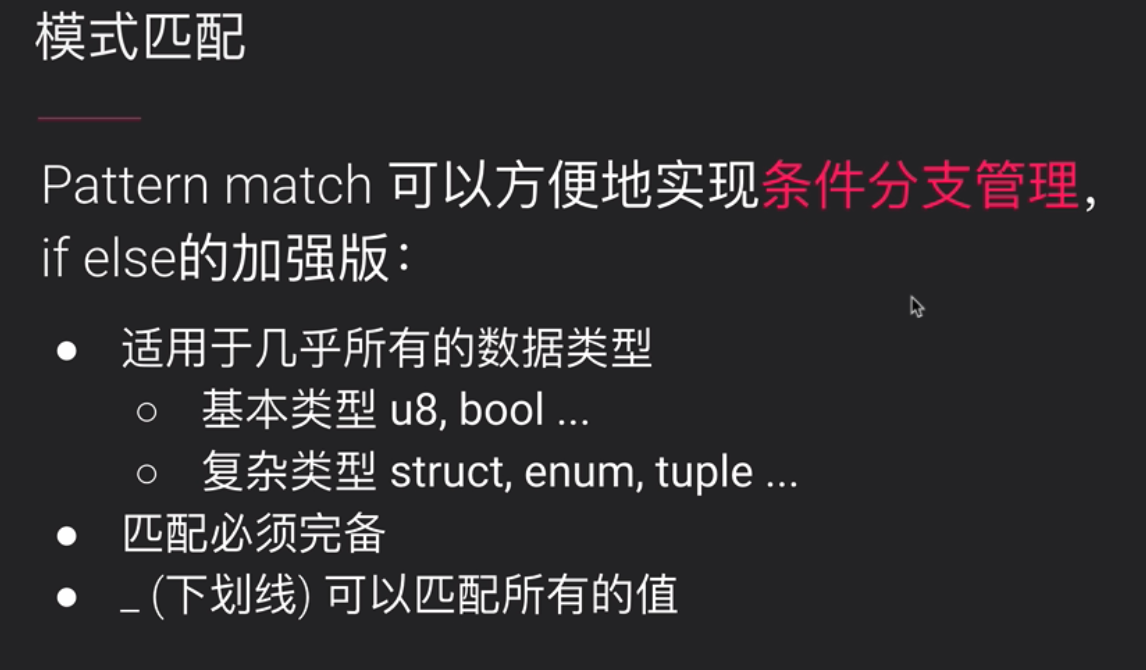 模式匹配
Pattern match 可以方便地实现条件分支管理，
if else的加强版：
● 适用于几乎所有的数据类型
○ 基本类型 u8, bool ...
○ 复杂类型 struct, enum, tuple ...
● 匹配必须完备
● _ (下划线) 可以匹配所有的值